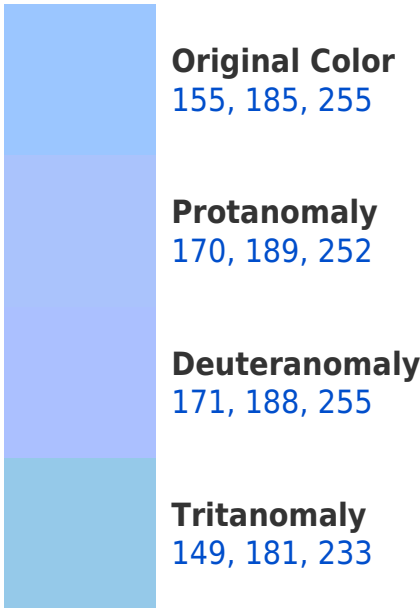 Original Color
155, 185, 255
Protanomaly
170, 189, 252
Deuteranomaly
171, 188, 255
Tritanomaly
149, 181, 233